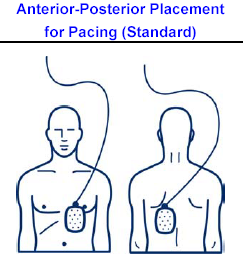 Anterior-Posterior Placement
for Pacing (Standard)